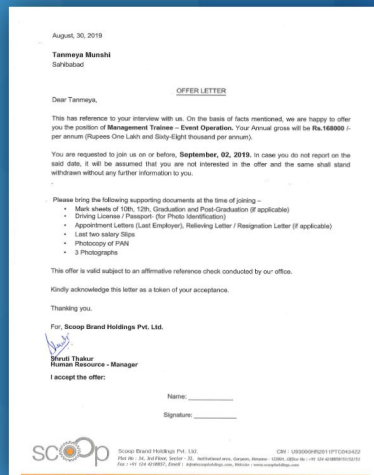 August, 30, 2019
Tanmeya Munshi
Sahibabad
OFFER LETTER
Dear Tanmeya,
This has reference to your interview with us. On the basis of facts mentioned, we are happy to offer
you the position of Management Trainee – Event Operation. Your Annual gross will be Rs.168000 /-
per annum (Rupees One Lakh and Sixty-Eight thousand per annum).
You are requested to join us on or before, September, 02, 2019. In case you do not report on the
said date, it will be assumed that you are not interested in the offer and the same shall stand
withdrawn without any further information to you.
Please bring the following supporting documents at the time of joining –
• Mark sheets of 10th, 12th, Graduation and Post-Graduation (if applicable)
• Driving License / Passport- (for Photo Identification)
• Appointment Letters (Last Employer), Relieving Letter / Resignation Letter (if applicable)
• Last two salary Slips
• Photocopy of PAN
• 3 Photographs
This offer is valid subject to an affirmative reference check conducted by our office.
Kindly acknowledge this letter as a token of your acceptance.
Thanking you.
For, Scoop Brand Holdings Pvt. Ltd.
Shruti Thakur
Human Resource - Manager
I accept the offer:
Name:
Signature:
SCOOP
Scoop Brand Holdings Pvt. Ltd.